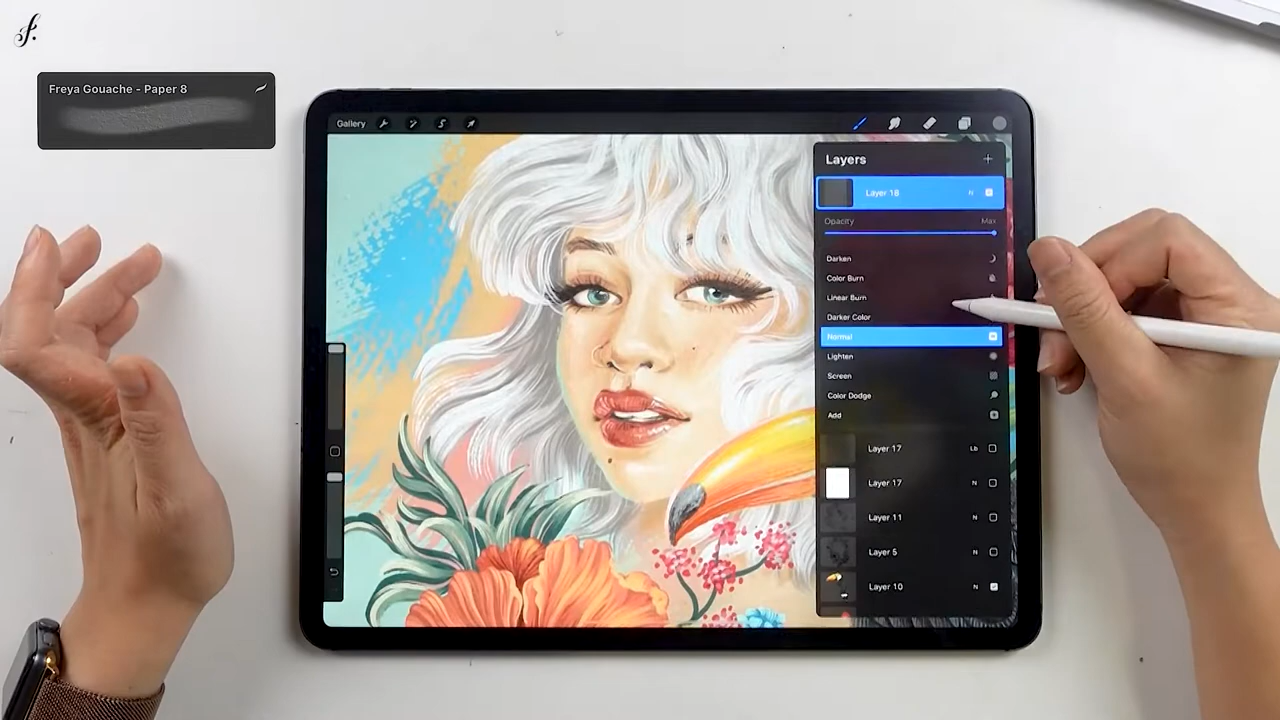 f.
Freya Gouache - Paper 8
Gallery
Layers
Layer 18
N
Opacity
Max
Darken
Color Burn
Linear Burn
Darker Color
Normal
Lighten
Screen
Color Dodge
Add
Layer 17
Lb
Layer 17
N
Layer 11
N
Layer 5
N
Layer 10
N